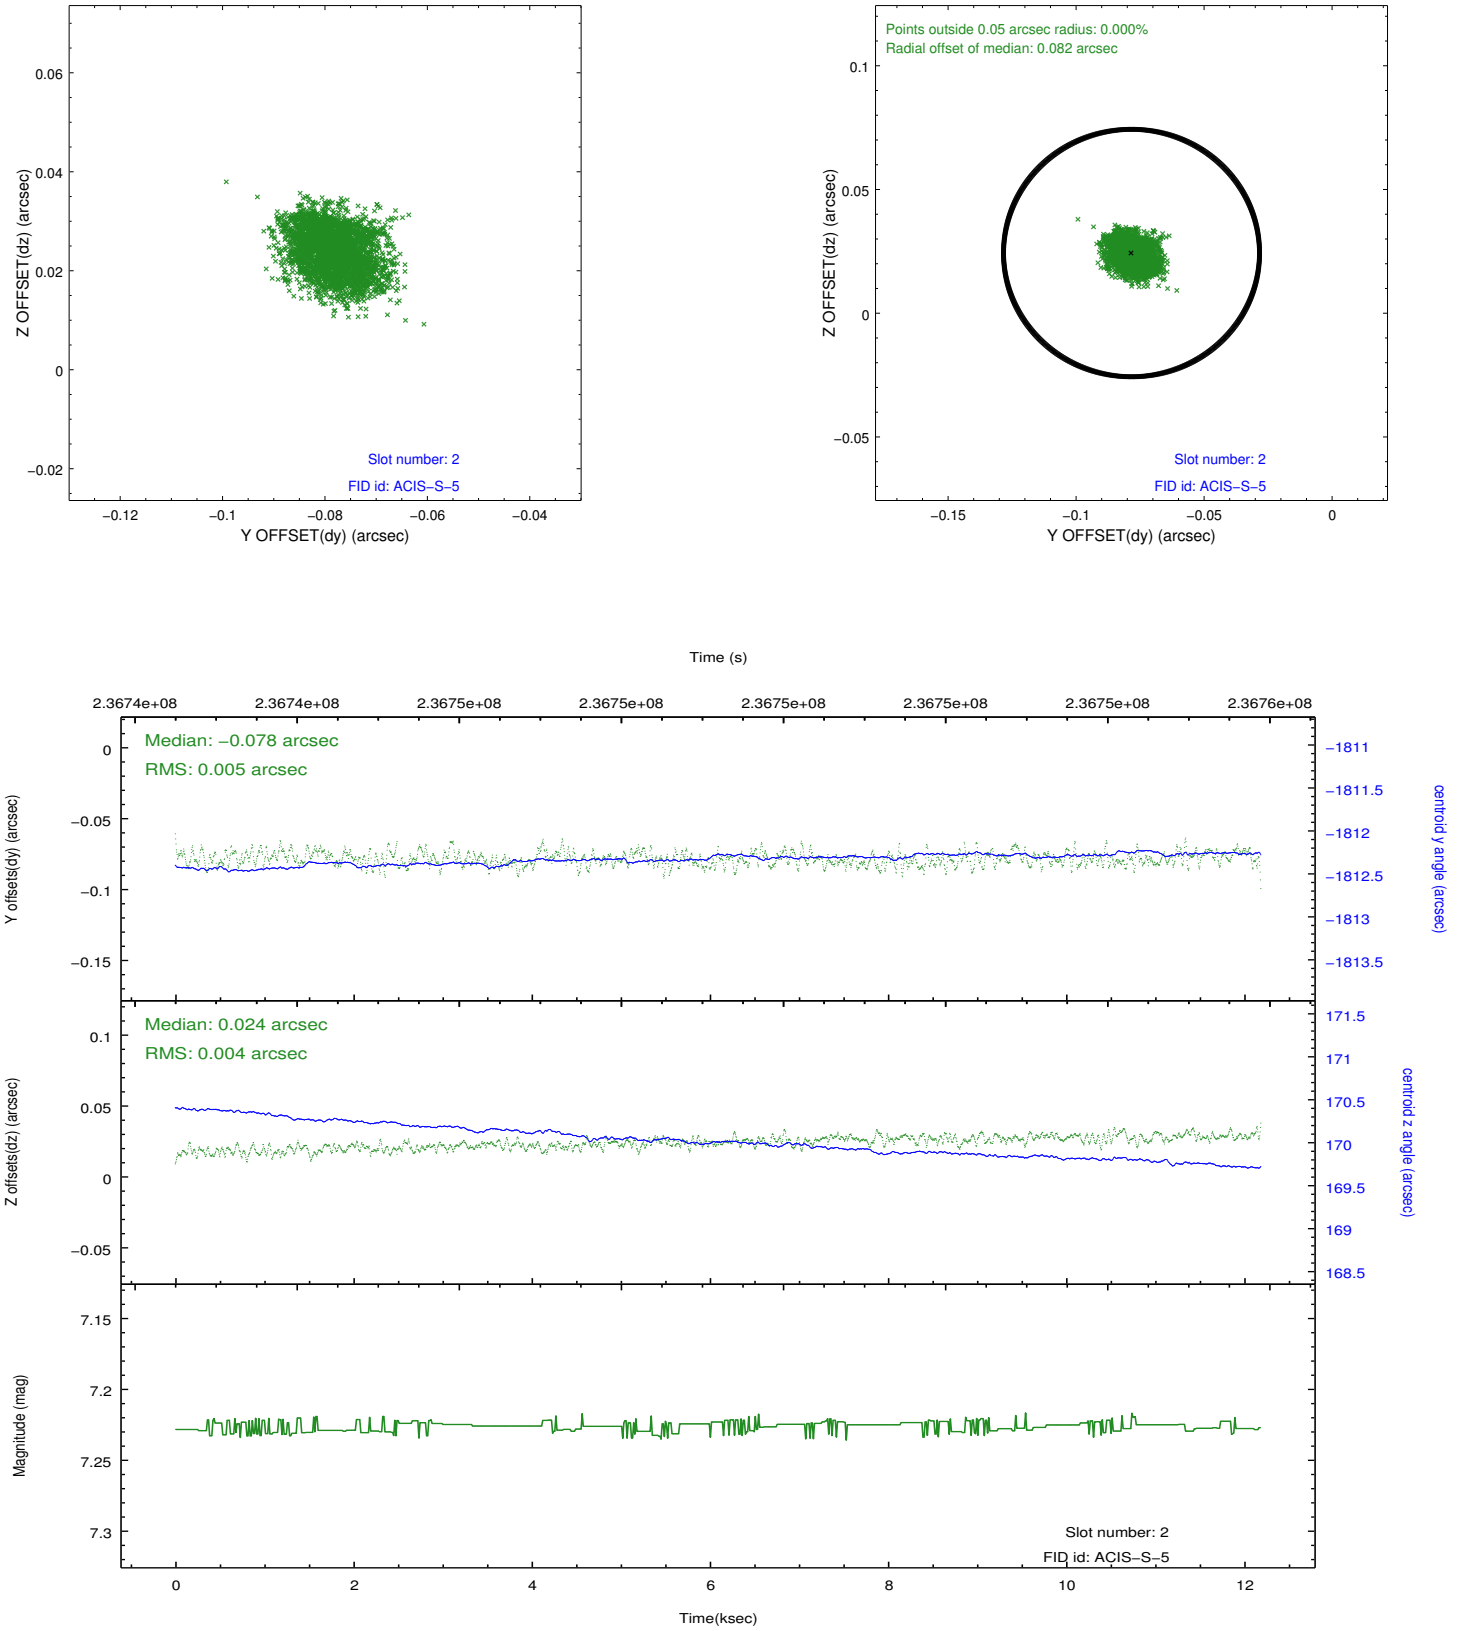 0.06
0.04
0.02
0
−0.02
Z OFFSET(dz) (arcsec)
Slot number: 2
FID id: ACIS−S−5
−0.12 −0.1 −0.08 −0.06 −0.04
Y OFFSET(dy) (arcsec)
Points outside 0.05 arcsec radius: 0.000%
Radial offset of median: 0.082 arcsec
0.1
0.05
0
−0.05
Z OFFSET(dz) (arcsec)
Slot number: 2
FID id: ACIS−S−5
−0.15 −0.1 −0.05 0
Y OFFSET(dy) (arcsec)
Time (s)
2.3674e+08 2.3674e+08 2.3675e+08 2.3675e+08 2.3675e+08 2.3675e+08 2.3675e+08 2.3676e+08
Median: −0.078 arcsec
RMS: 0.005 arcsec
0
−0.05
−0.1
−0.15
Y offsets(dy) (arcsec)
−1811
−1811.5
−1812
−1812.5
−1813
−1813.5
centroid y angle (arcsec)
Median: 0.024 arcsec
RMS: 0.004 arcsec
0.1
0.05
0
−0.05
Z offsets(dz) (arcsec)
171.5
171
170.5
170
169.5
169
168.5
centroid z angle (arcsec)
7.15
7.2
7.25
7.3
Magnitude (mag)
Slot number: 2
FID id: ACIS−S−5
0 2 4 6 8 10 12
Time(ksec)